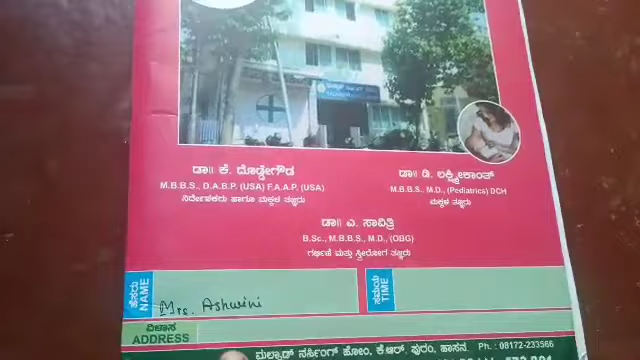 ಡಾ॥ ಕೆ. ದೊಡ್ಡೇಗೌಡ
M.B.B.S., D.A.B.P. (USA) F.A.A.P. (USA)
ನಿರ್ದೇಶಕರು ಹಾಗೂ ಮಕ್ಕಳ ತಜ್ಞರು
ಡಾ॥ ಡಿ. ಲಕ್ಷ್ಮೀಕಾಂತ್
M.B.B.S., M.D., (Pediatrics) DCH
ಮಕ್ಕಳ ತಜ್ಞರು
ಡಾ॥ ಎ. ಸಾವಿತ್ರಿ
B.Sc., M.B.B.S., M.D., (OBG)
ಗರ್ಭಿಣಿ ಮತ್ತು ಸ್ತ್ರೀರೋಗ ತಜ್ಞರು
ಹೆಸರು
NAME
Mrs. Ashwini
ಸಮಯ
TIME
ವಿಳಾಸ
ADDRESS
ಮಲ್ನಾಡ್ ನರ್ಸಿಂಗ್ ಹೋಂ, ಕೆ.ಆರ್. ಪುರಂ, ಹಾಸನ. Ph.: 08172-233566